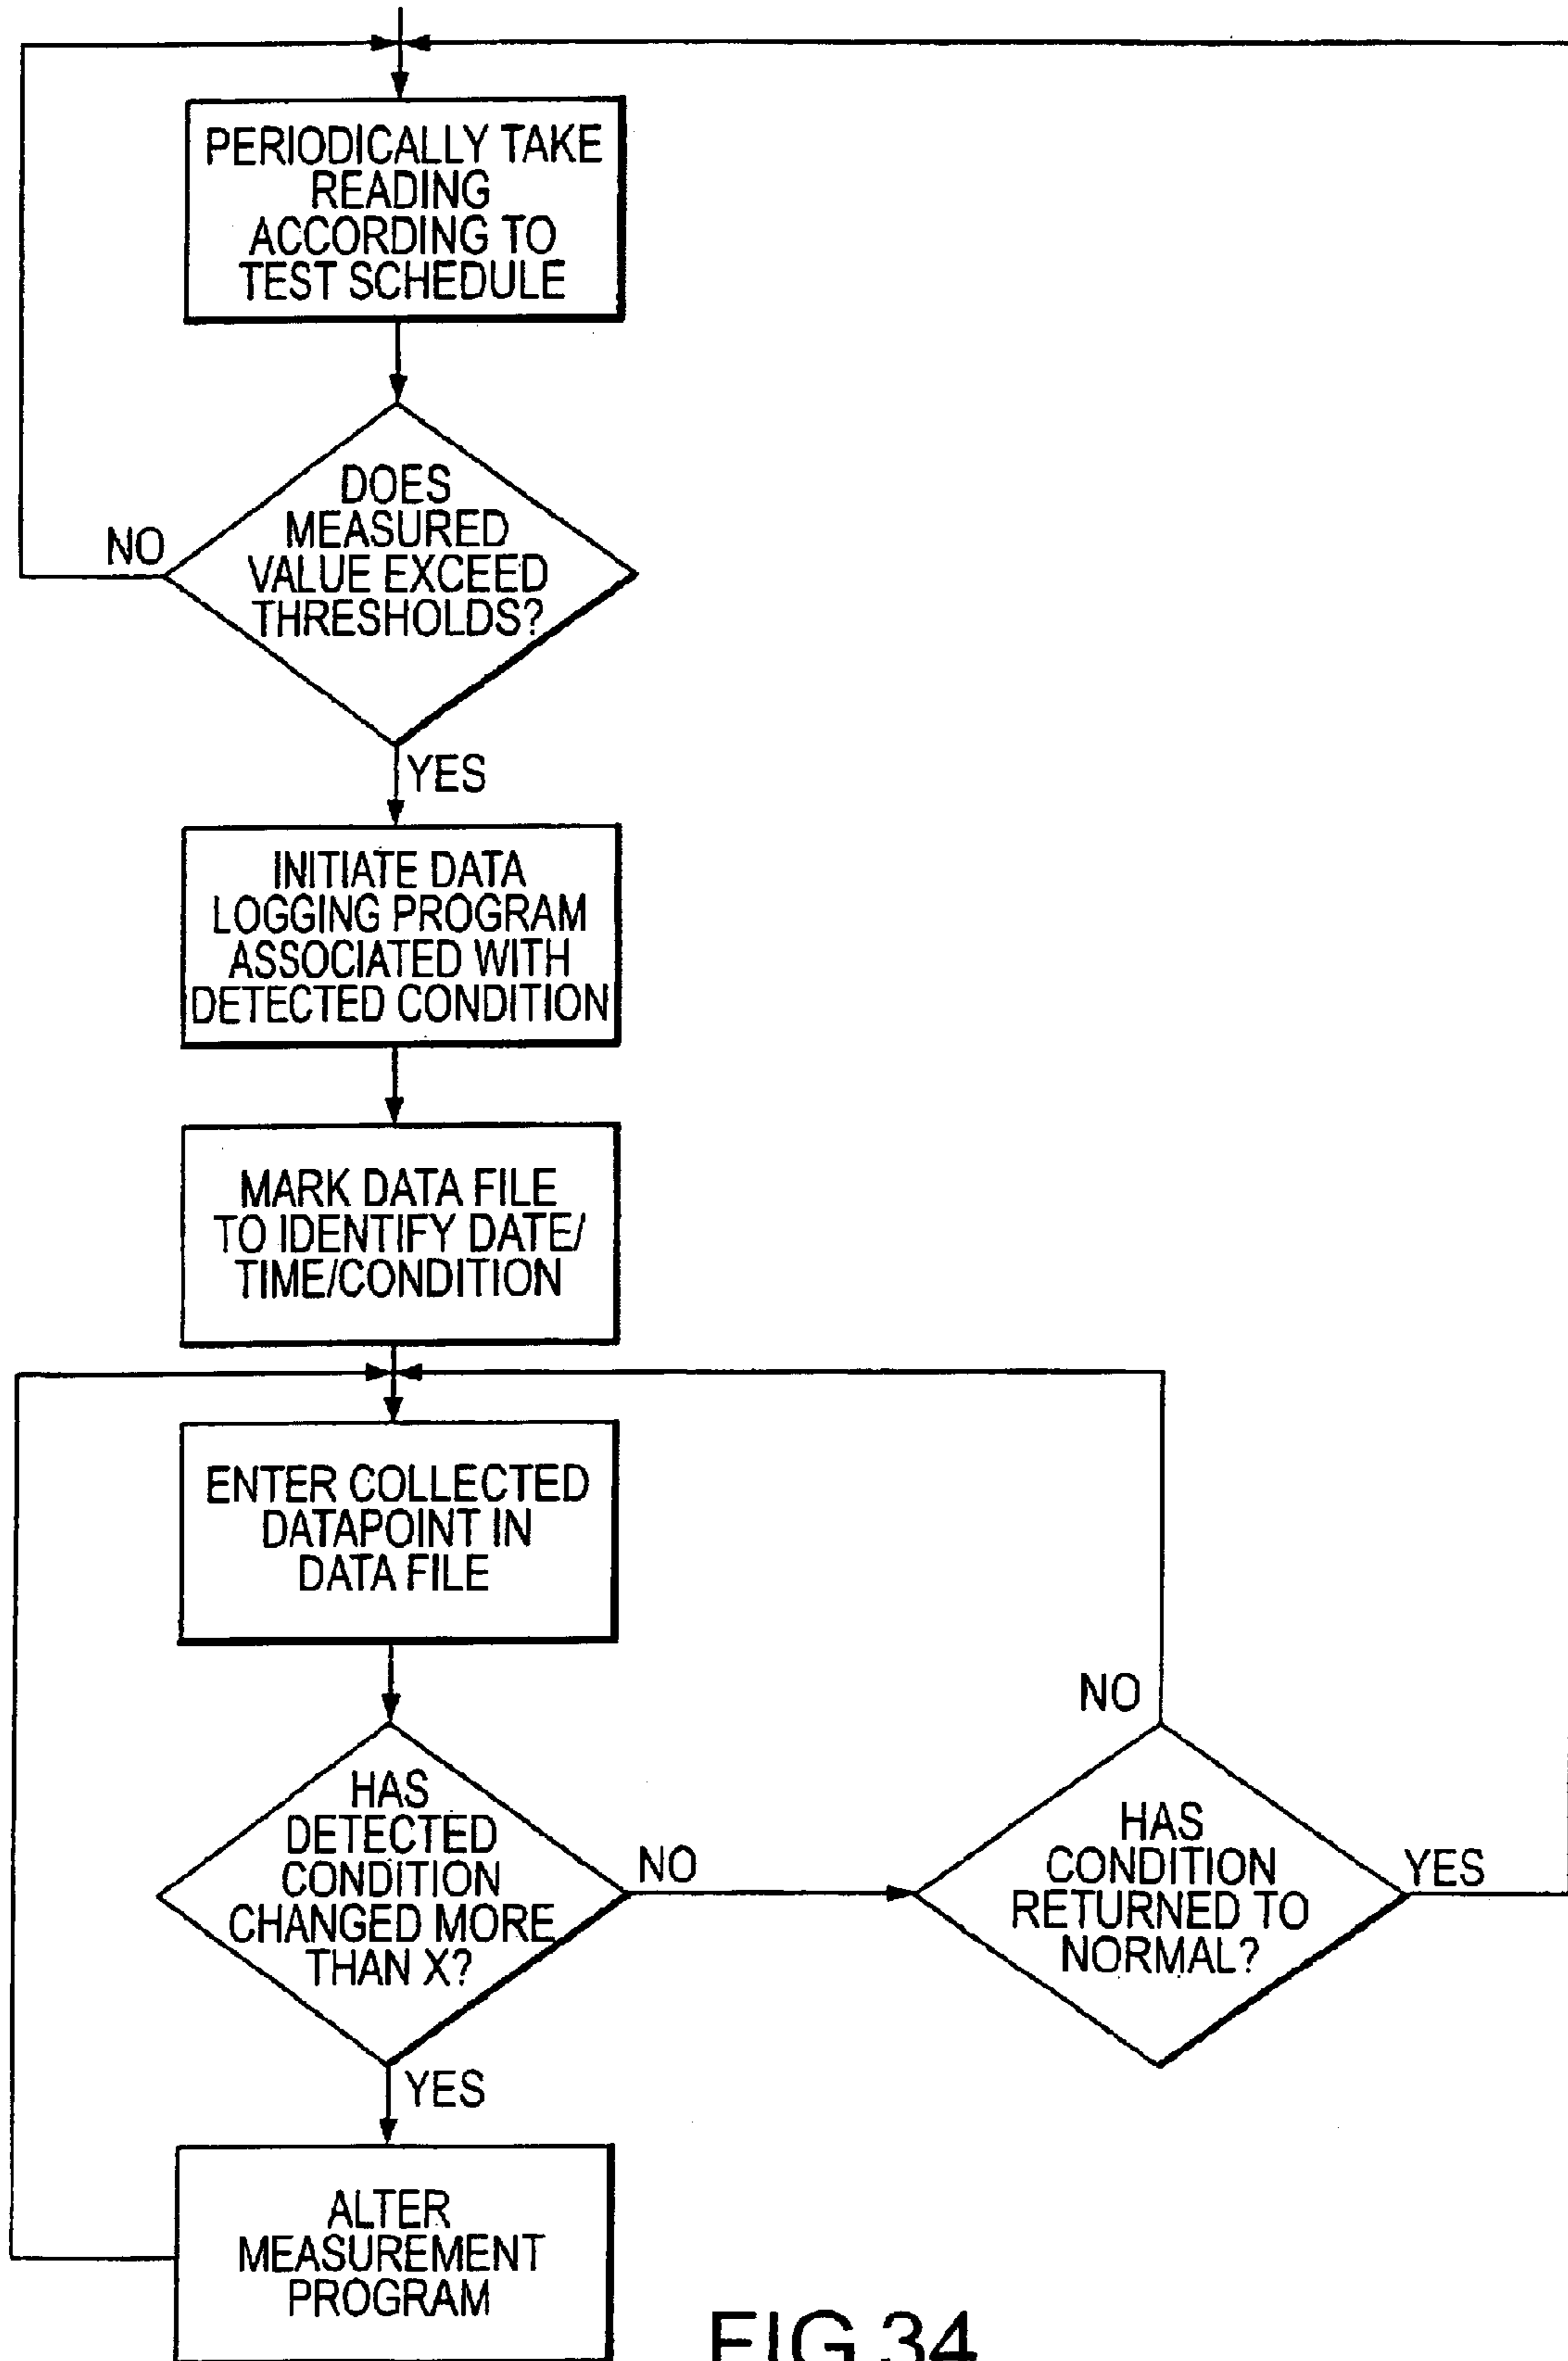 PERIODICALLY TAKE
READING
ACCORDING TO
TEST SCHEDULE
DOES
MEASURED
VALUE EXCEED
THRESHOLDS?
NO
YES
INITIATE DATA
LOGGING PROGRAM
ASSOCIATED WITH
DETECTED CONDITION
MARK DATA FILE
TO IDENTIFY DATE/
TIME/CONDITION
ENTER COLLECTED
DATAPOINT IN
DATA FILE
HAS
DETECTED
CONDITION
CHANGED MORE
THAN X?
NO
YES
NO
HAS
CONDITION
RETURNED TO
NORMAL?
YES
ALTER
MEASUREMENT
PROGRAM
FIG.34